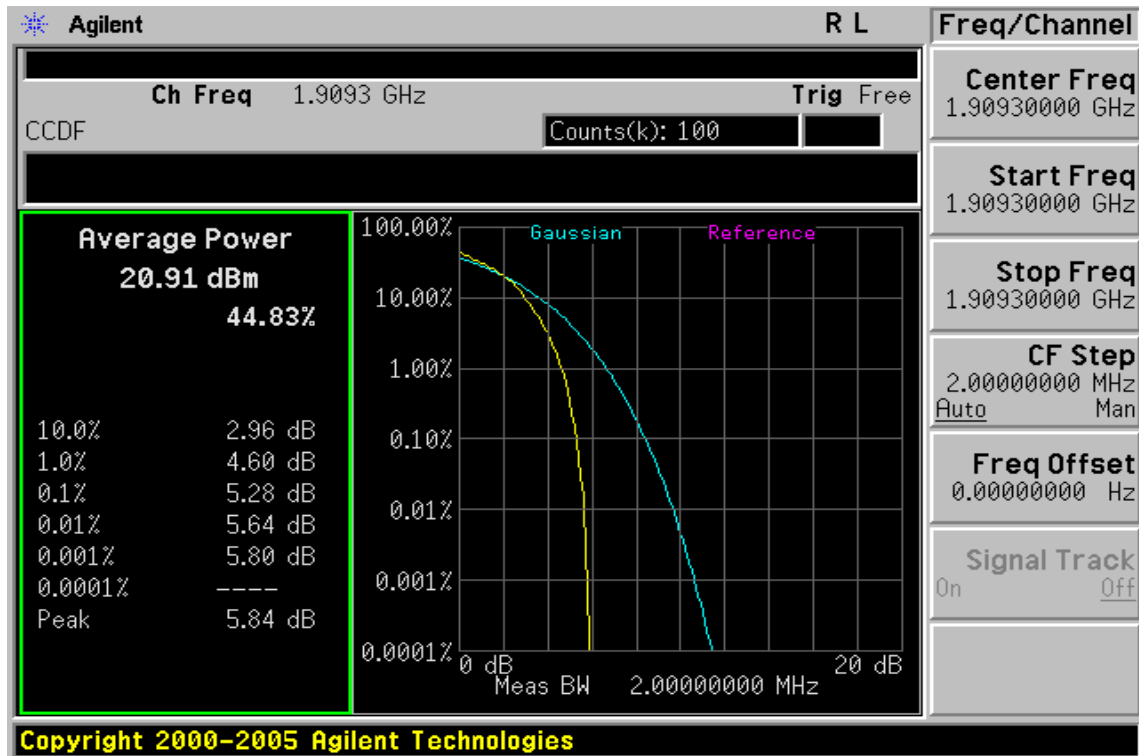 Agilent R L
Ch Freq 1.9093 GHz Trig Free
CCDF Counts(k): 100
Average Power
20.91 dBm
44.83%
10.0% 2.96 dB
1.0% 4.60 dB
0.1% 5.28 dB
0.01% 5.64 dB
0.001% 5.80 dB
0.0001% ----
Peak 5.84 dB
Gaussian Reference
100.00%
10.00%
1.00%
0.10%
0.01%
0.001%
0.0001%
0 dB 20 dB
Meas BW 2.00000000 MHz
Freq/Channel
Center Freq
1.90930000 GHz
Start Freq
1.90930000 GHz
Stop Freq
1.90930000 GHz
CF Step
2.00000000 MHz
Auto Man
Freq Offset
0.00000000 Hz
Signal Track
On Off
Copyright 2000-2005 Agilent Technologies